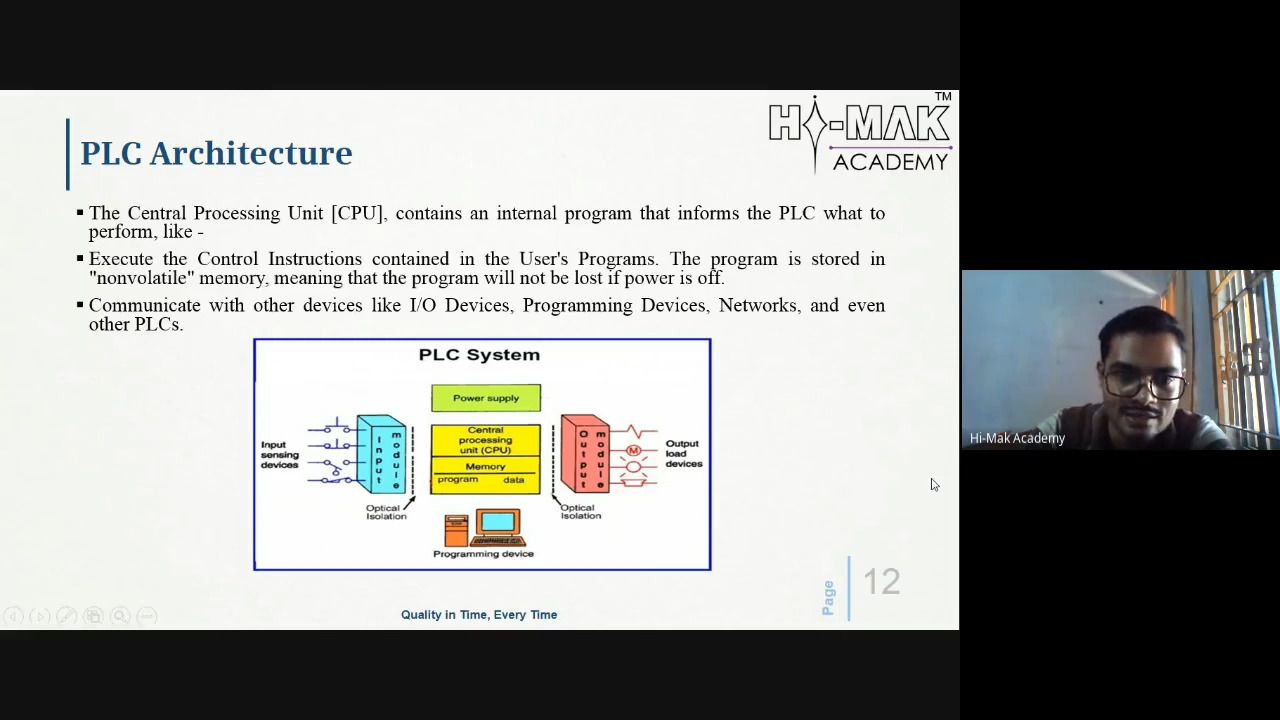 TM
HI-MAK
ACADEMY
PLC Architecture
▪ The Central Processing Unit [CPU], contains an internal program that informs the PLC what to
perform, like -
▪ Execute the Control Instructions contained in the User's Programs. The program is stored in
"nonvolatile" memory, meaning that the program will not be lost if power is off.
▪ Communicate with other devices like I/O Devices, Programming Devices, Networks, and even
other PLCs.
PLC System
Power supply
Input
sensing
devices
Input
module
Central
processing
unit (CPU)
Memory
program data
Output
module
M
Output
load
devices
Optical
Isolation
Optical
Isolation
Programming device
Page
12
Quality in Time, Every Time
Hi-Mak Academy